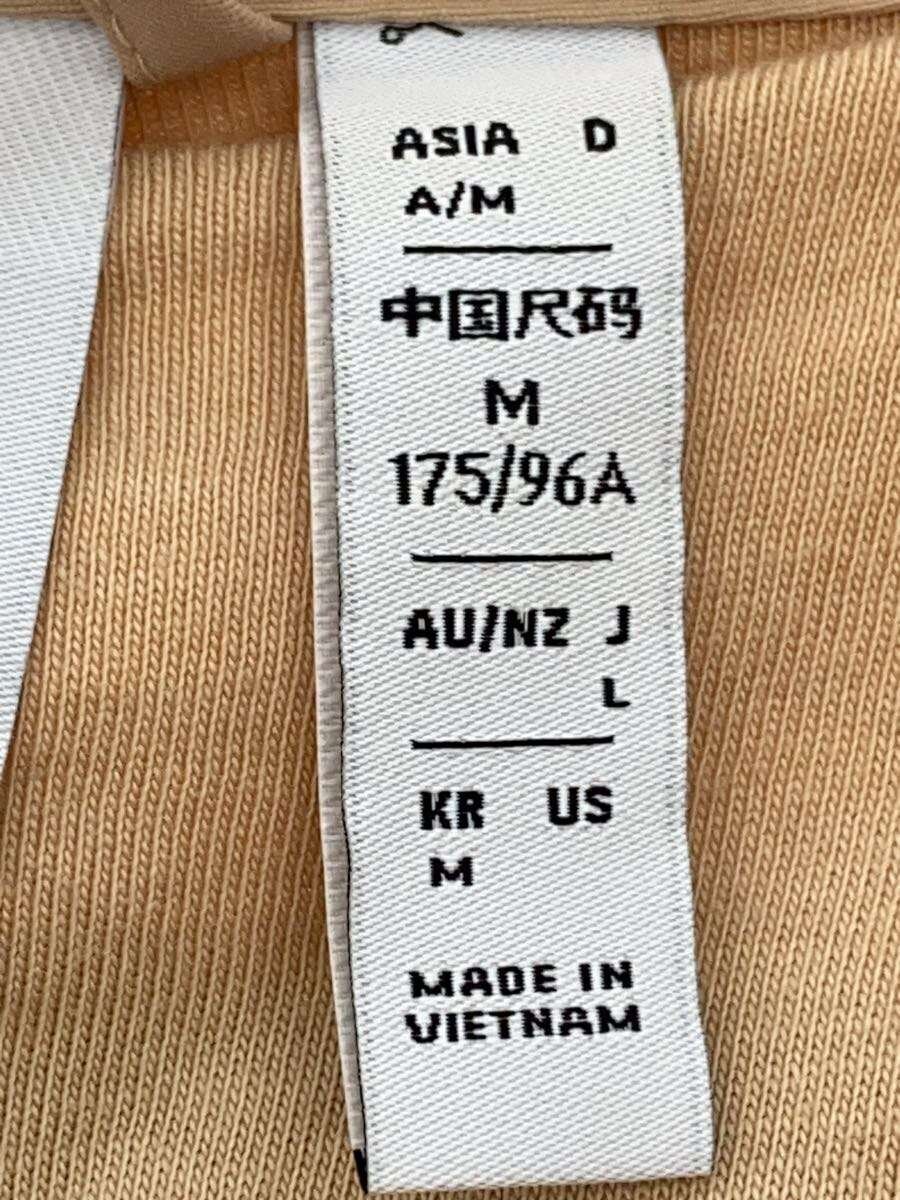 ASIA D
A/M
中国尺码
M
175/96A
AU/NZ J
L
KR US
M
MADE IN
VIETNAM